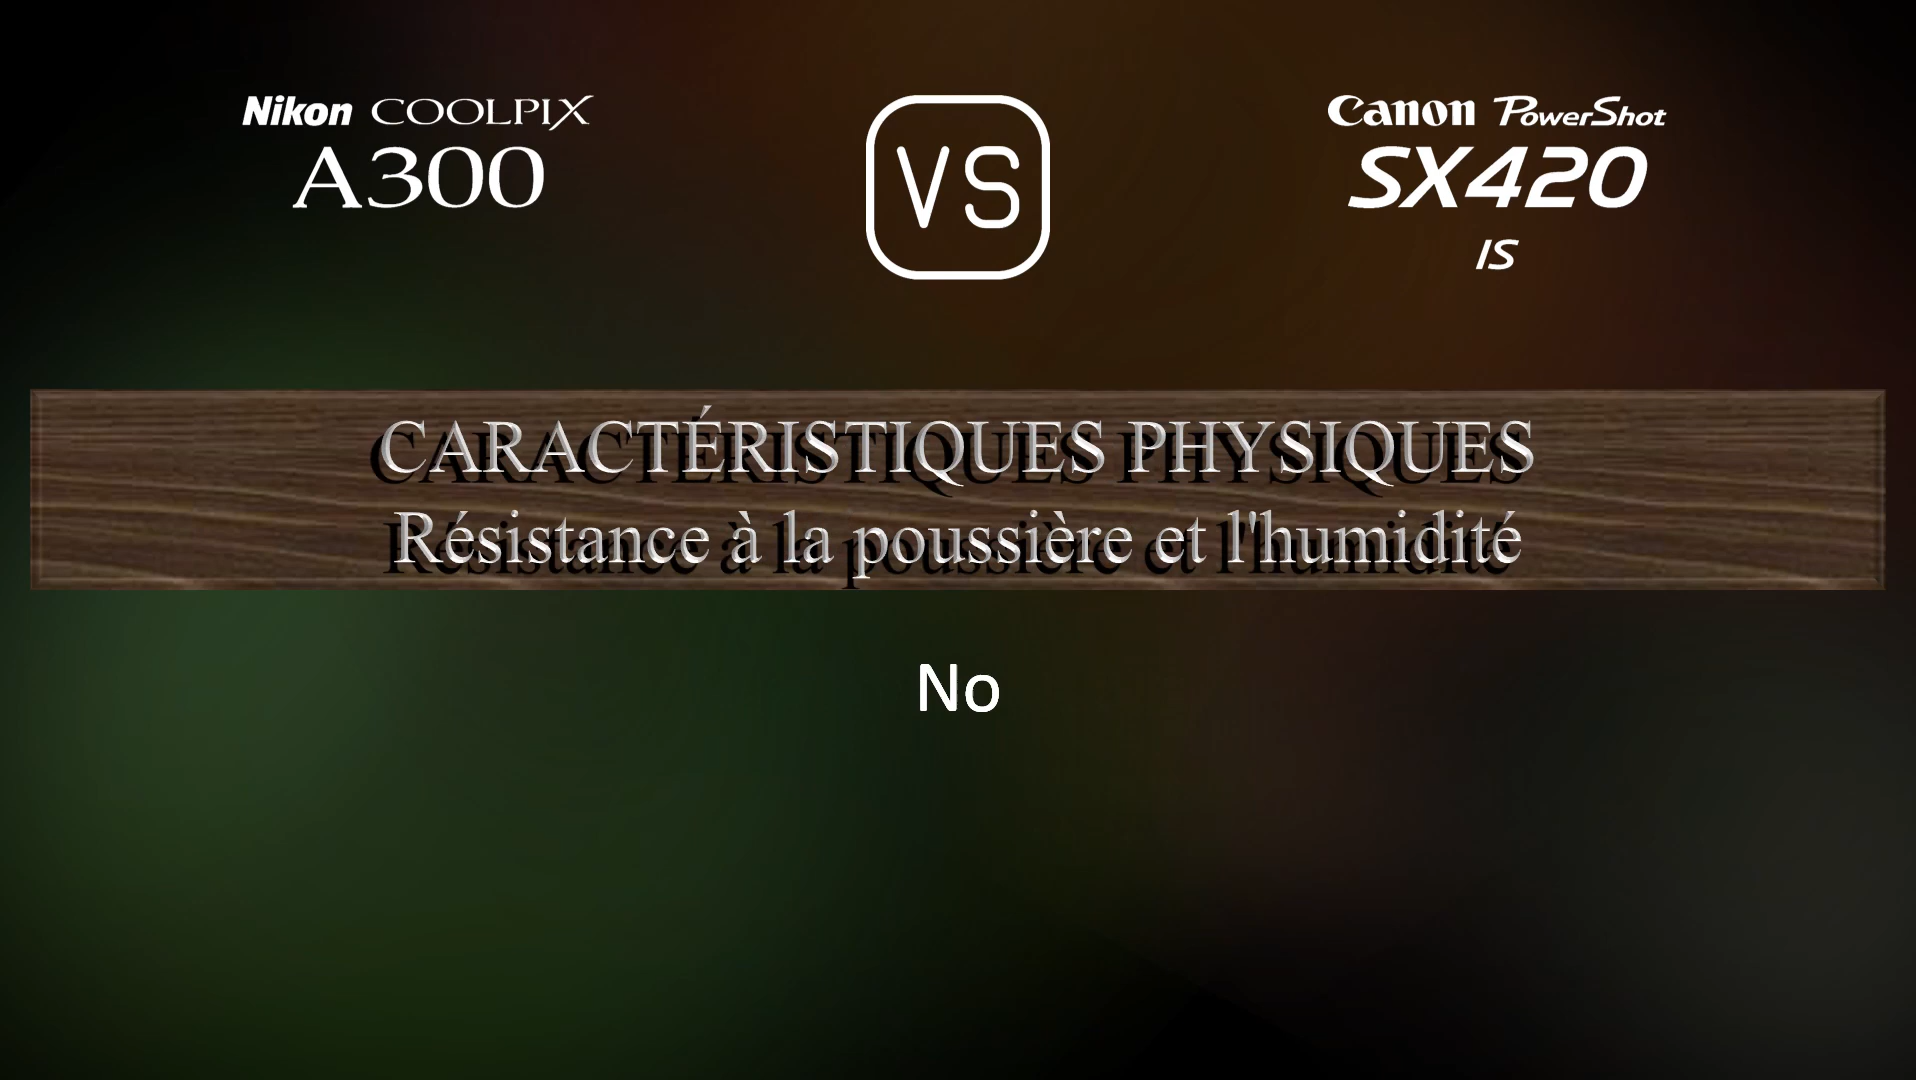 Nikon COOLPIX
A300
VS
Canon PowerShot
SX420
IS
CARACTÉRISTIQUES PHYSIQUES
Résistance à la poussière et l'humidité
No